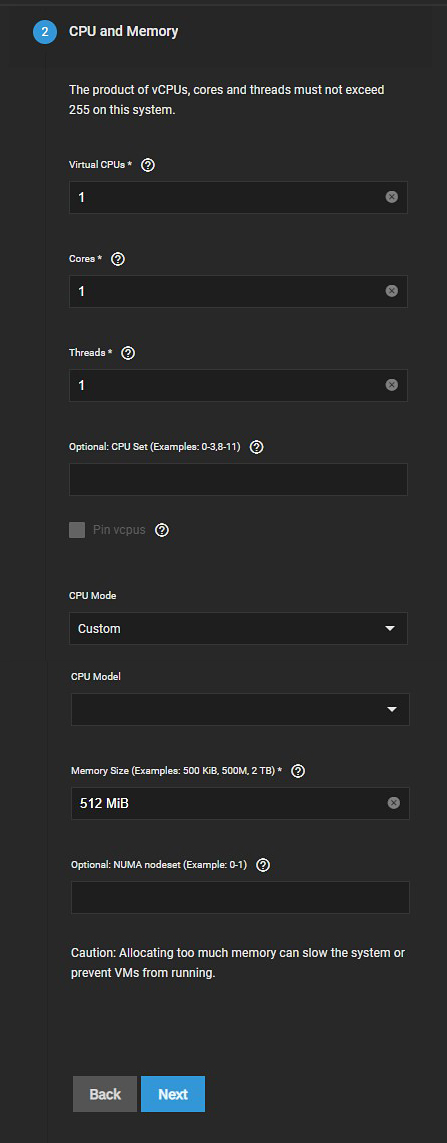 2 CPU and Memory
The product of vCPUs, cores and threads must not exceed
255 on this system.
Virtual CPUs *
1
Cores *
1
Threads *
1
Optional: CPU Set (Examples: 0-3,8-11)
Pin vcpus
CPU Mode
Custom
CPU Model
Memory Size (Examples: 500 KiB, 500M, 2 TB) *
512 MiB
Optional: NUMA nodeset (Example: 0-1)
Caution: Allocating too much memory can slow the system or
prevent VMs from running.
Back Next